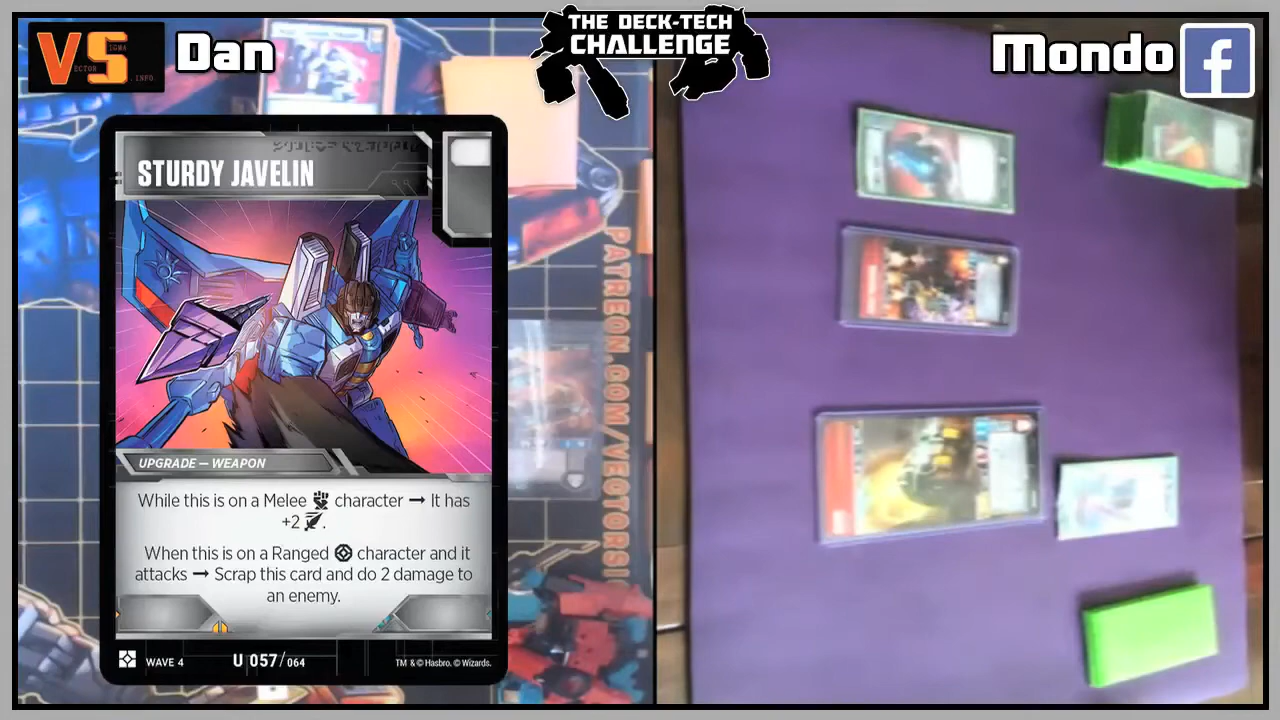 VS
IGMA
ECTOR
.INFO
Dan
THE DECK-TECH
CHALLENGE
Mondo
f
STURDY JAVELIN
UPGRADE – WEAPON
While this is on a Melee character → It has
+2 .
When this is on a Ranged character and it
attacks → Scrap this card and do 2 damage to
an enemy.
WAVE 4
U 057/064
TM & © Hasbro. © Wizards.
PATREON.COM/VECTORSI